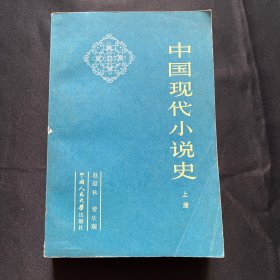 中国现代小说史
上册
赵遐秋 曾庆瑞
中国人民大学出版社